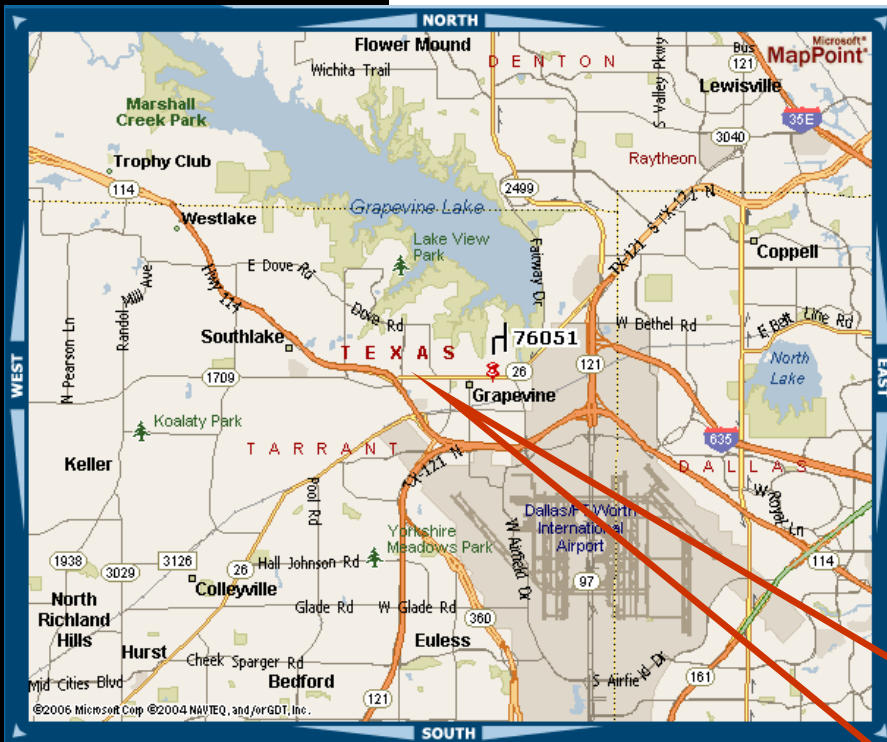 NORTH
Flower Mound
Wichita Trail
DENTON
S Valley Pkwy
Bus
121
Microsoft®
MapPoint®
Lewisville
35E
Marshall
Creek Park
3040
Raytheon
Trophy Club
114
2499
Westlake
Grapevine Lake
TX-121 S
TX-121 N
Lake View
Park
Fairway Dr
Coppell
Hwy 114
E Dove Rd
Randol Mill Ave
N Pearson Ln
Dove Rd
W Bethel Rd
E Belt Line Rd
Southlake
TEXAS
76051
North
Lake
WEST
EAST
1709
26
121
Grapevine
Koalaty Park
635
TARRANT
DALLAS
Keller
TX-121 N
Pool Rd
W Royal Ln
Dallas/Ft Worth
International
Airport
W Airfield Dr
Yorkshire
Meadows Park
1938
3126
3029
26
Hall Johnson Rd
97
114
Colleyville
North
Richland
Hills
Glade Rd
W Glade Rd
360
Euless
Hurst
Cheek Sparger Rd
Mid Cities Blvd
Bedford
S Airfield Dr
161
121
©2006 Microsoft Corp ©2004 NAVTEQ, and/or GDT, Inc.
SOUTH